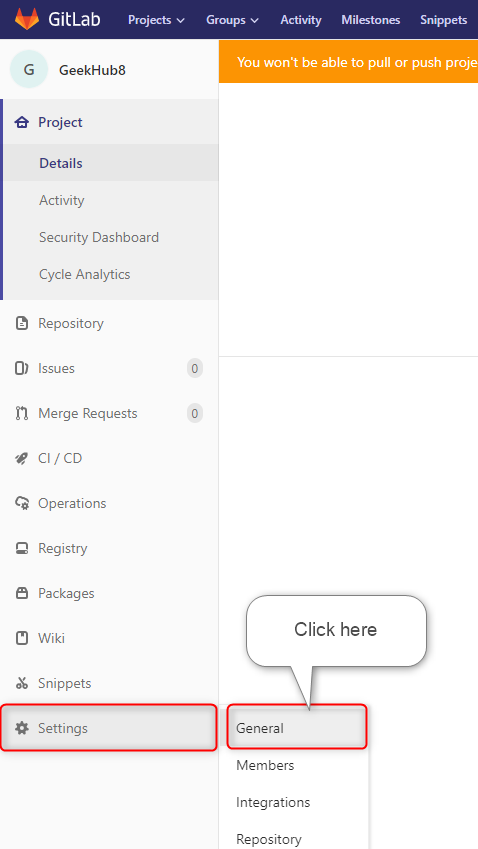 GitLab Projects Groups Activity Milestones Snippets
G GeekHub8
You won't be able to pull or push proje
Project
Details
Activity
Security Dashboard
Cycle Analytics
Repository
Issues 0
Merge Requests 0
CI / CD
Operations
Registry
Packages
Wiki
Click here
Snippets
Settings
General
Members
Integrations
Repository